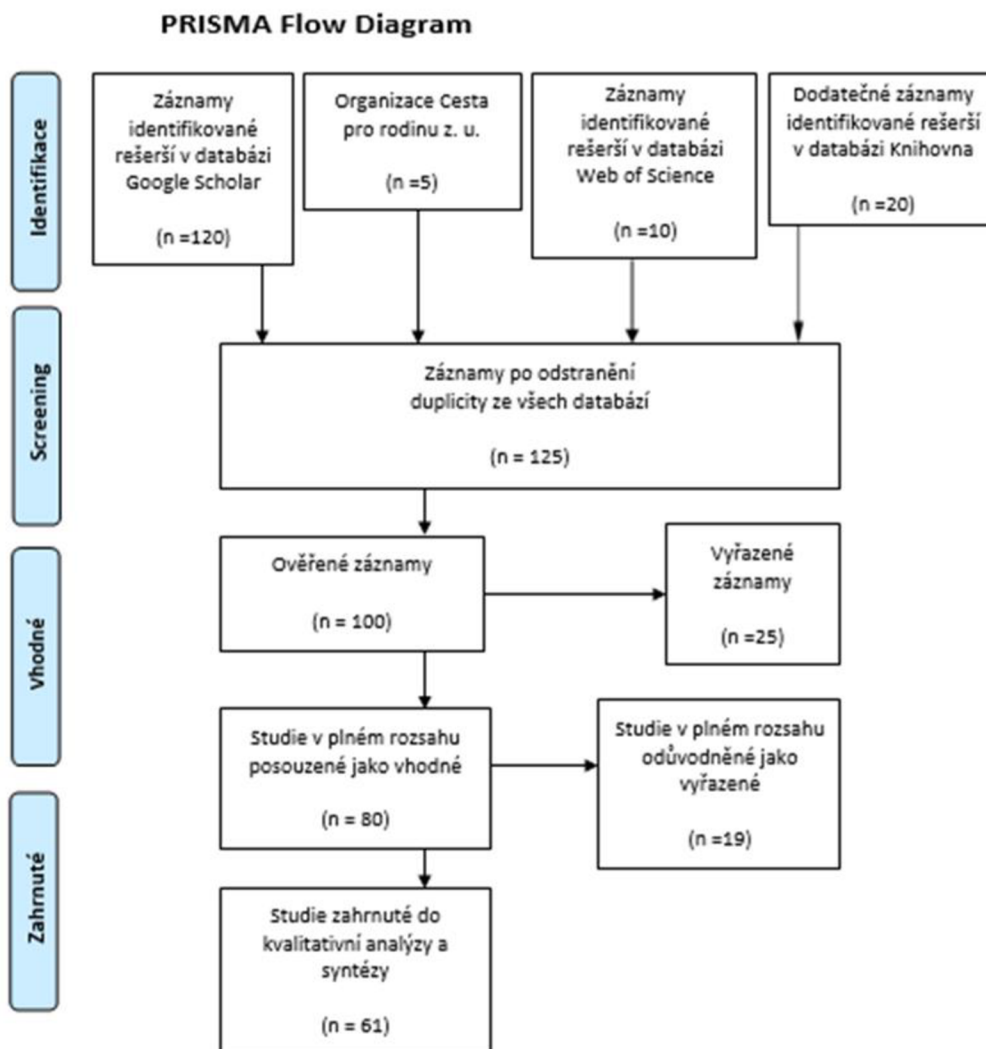 PRISMA Flow Diagram
Identifikace
Záznamy
identifikované
rešerší v databázi
Google Scholar
(n =120)
Organizace Cesta
pro rodinu z. u.
(n =5)
Záznamy
identifikované
rešerší v databázi
Web of Science
(n =10)
Dodatečné záznamy
identifikované rešerší
v databázi Knihovna
(n =20)
Screening
Záznamy po odstranění
duplicity ze všech databází
(n = 125)
Vhodné
Ověřené záznamy
(n = 100)
Vyřazené
záznamy
(n =25)
Studie v plném rozsahu
posouzené jako vhodné
(n = 80)
Studie v plném rozsahu
odůvodněné jako
vyřazené
(n =19)
Zahrnuté
Studie zahrnuté do
kvalitativní analýzy a
syntézy
(n = 61)